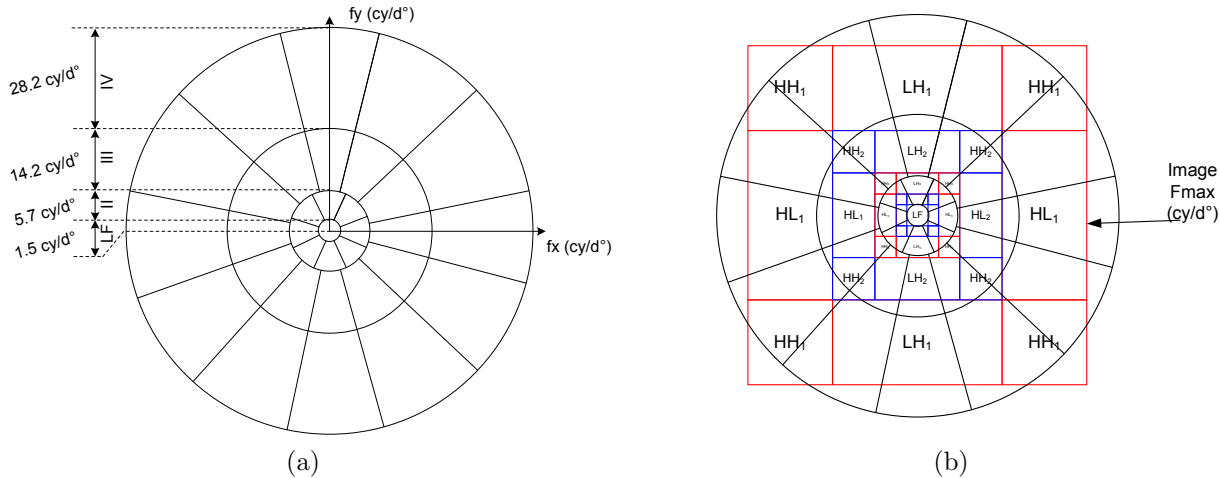 fy (cy/d°)
28.2 cy/d°
IV
14.2 cy/d°
III
5.7 cy/d°
II
1.5 cy/d°
LF
fx (cy/d°)
(a)
HH₁
LH₁
HH₁
HH₂
LH₂
HH₂
HL₁
HL₁
LF
HL₂
HL₁
HH₂
LH₂
HH₂
HH₁
LH₁
HH₁
Image
Fmax
(cy/d°)
(b)